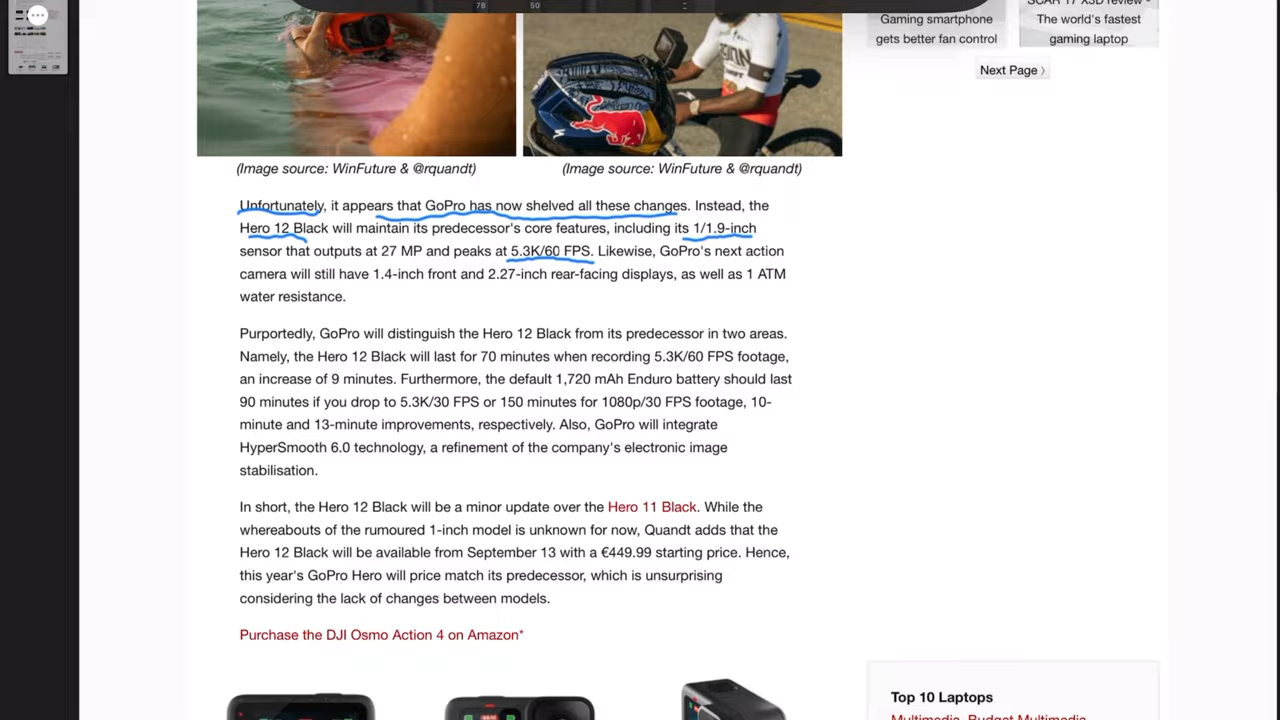 78 50
SCAR 17 X3D review -
Gaming smartphone
gets better fan control
The world's fastest
gaming laptop
Next Page ⟩
(Image source: WinFuture & @rquandt)
(Image source: WinFuture & @rquandt)
Unfortunately, it appears that GoPro has now shelved all these changes. Instead, the
Hero 12 Black will maintain its predecessor's core features, including its 1/1.9-inch
sensor that outputs at 27 MP and peaks at 5.3K/60 FPS. Likewise, GoPro's next action
camera will still have 1.4-inch front and 2.27-inch rear-facing displays, as well as 1 ATM
water resistance.
Purportedly, GoPro will distinguish the Hero 12 Black from its predecessor in two areas.
Namely, the Hero 12 Black will last for 70 minutes when recording 5.3K/60 FPS footage,
an increase of 9 minutes. Furthermore, the default 1,720 mAh Enduro battery should last
90 minutes if you drop to 5.3K/30 FPS or 150 minutes for 1080p/30 FPS footage, 10-
minute and 13-minute improvements, respectively. Also, GoPro will integrate
HyperSmooth 6.0 technology, a refinement of the company's electronic image
stabilisation.
In short, the Hero 12 Black will be a minor update over the Hero 11 Black. While the
whereabouts of the rumoured 1-inch model is unknown for now, Quandt adds that the
Hero 12 Black will be available from September 13 with a €449.99 starting price. Hence,
this year's GoPro Hero will price match its predecessor, which is unsurprising
considering the lack of changes between models.
Purchase the DJI Osmo Action 4 on Amazon*
Top 10 Laptops
Multimedia, Budget Multimedia,